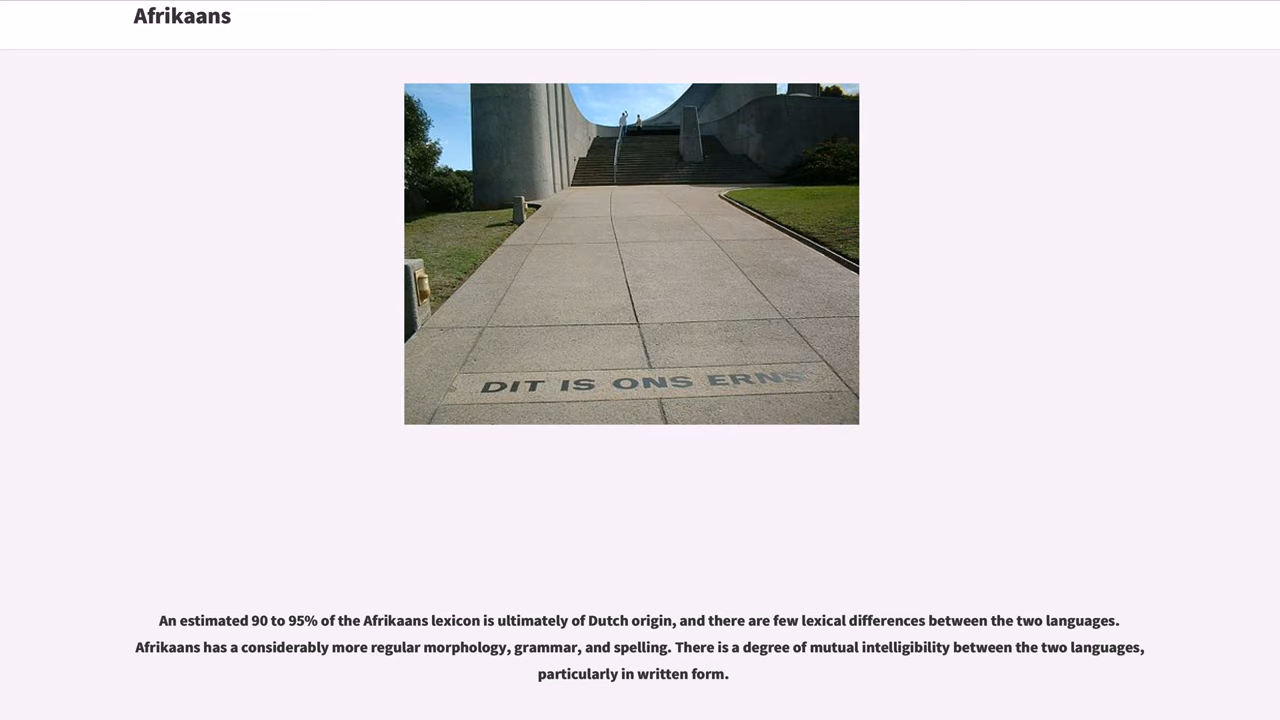 Afrikaans
DIT IS ONS ERNS
An estimated 90 to 95% of the Afrikaans lexicon is ultimately of Dutch origin, and there are few lexical differences between the two languages.
Afrikaans has a considerably more regular morphology, grammar, and spelling. There is a degree of mutual intelligibility between the two languages,
particularly in written form.